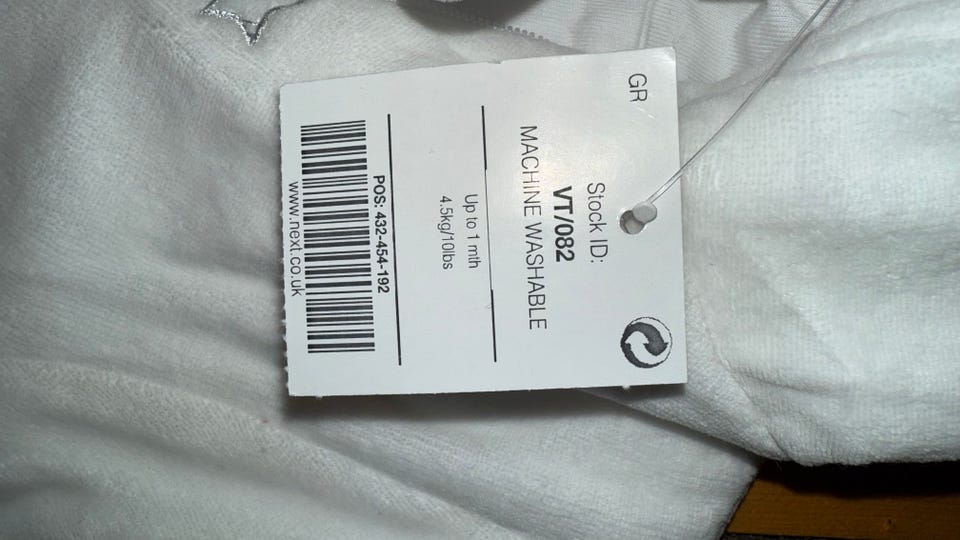 GR
Stock ID:
VT/082
MACHINE WASHABLE
Up to 1 mth
4.5kg/10lbs
POS: 432-454-192
www.next.co.uk